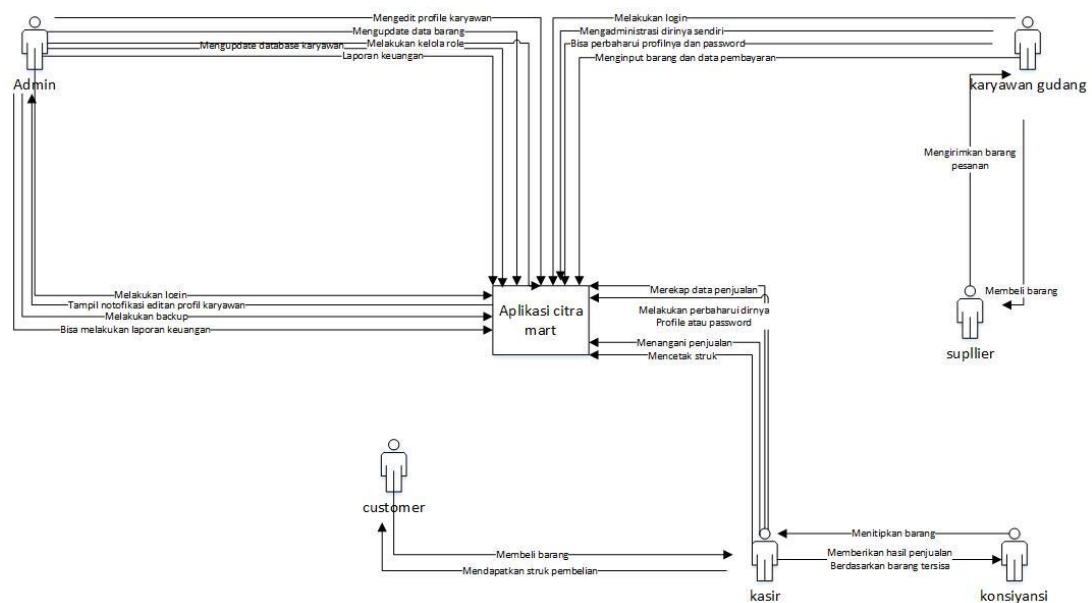 Mengedit profile karyawan
Mengupdate data barang
Mengupdate database karyawan
Melakukan kelola role
Laporan keuangan
Admin
Melakukan login
Mengadministrasi dirinya sendiri
Bisa perbaharui profilnya dan password
Menginput barang dan data pembayaran
karyawan gudang
Mengirimkan barang
pesanan
Membeli barang
supllier
Melakukan login
Tampil notofikasi editan profil karyawan
Melakukan backup
Bisa melakukan laporan keuangan
Aplikasi citra
mart
Merekap data penjualan
Melakukan perbaharui dirnya
Profile atau password
Menangani penjualan
Mencetak struk
customer
Membeli barang
Mendapatkan struk pembelian
kasir
Menitipkan barang
Memberikan hasil penjualan
Berdasarkan barang tersisa
konsiyansi